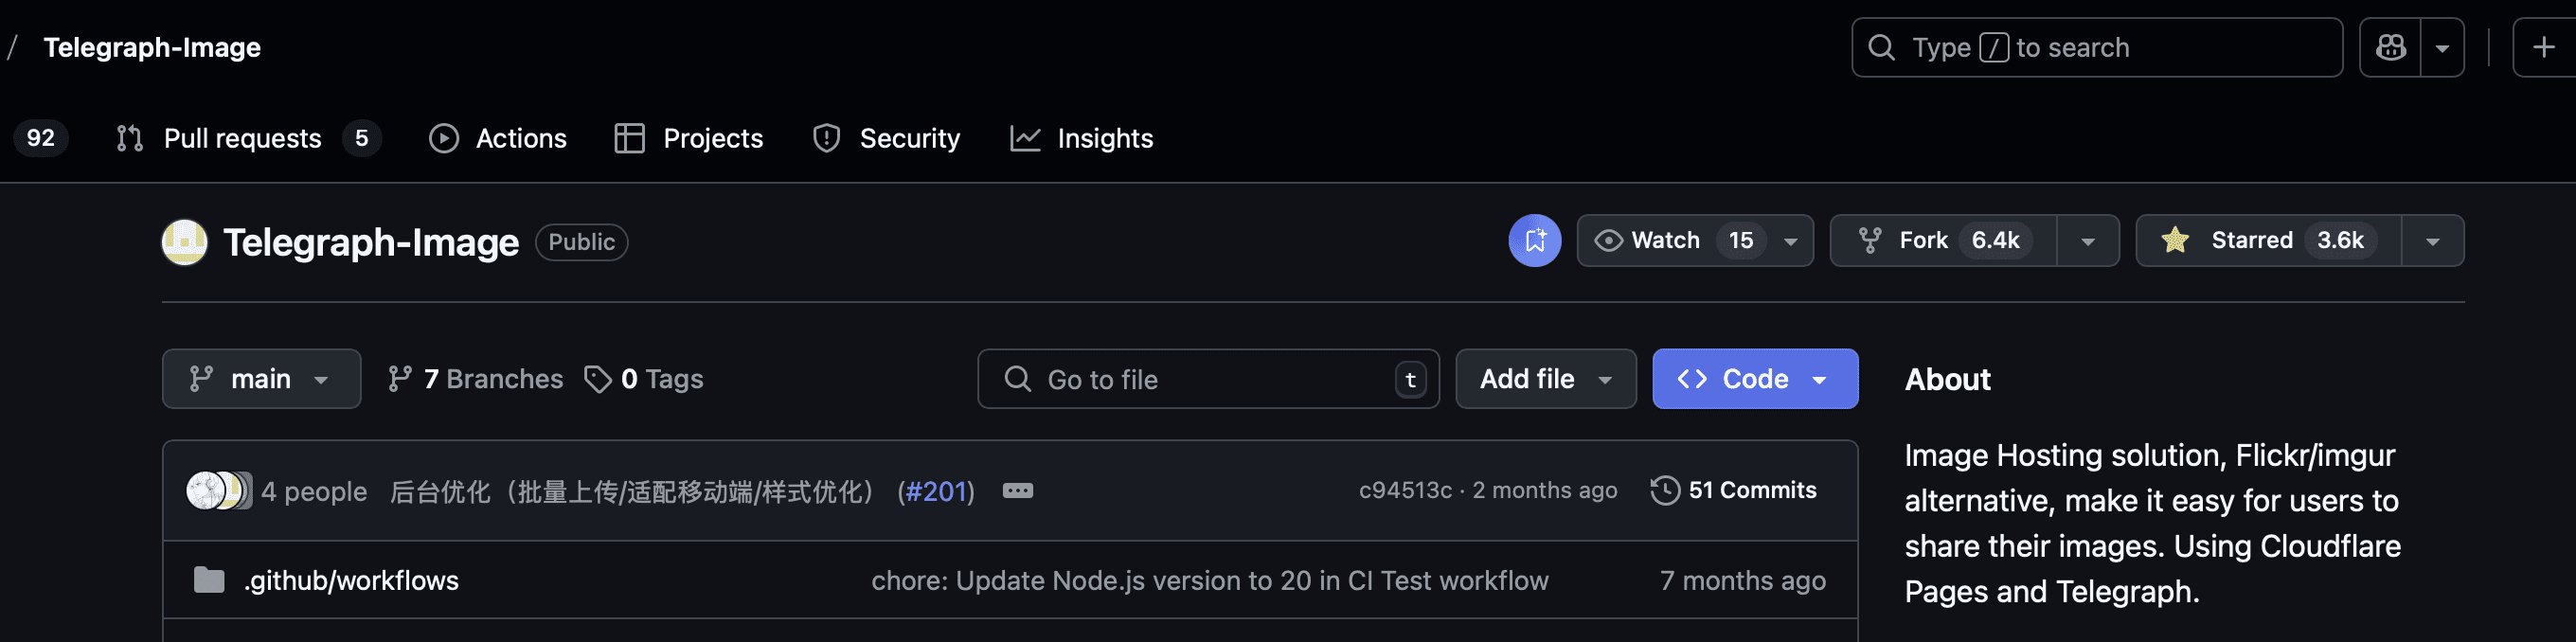 / Telegraph-Image
Type / to search
92 Pull requests 5 Actions Projects Security Insights
Telegraph-Image Public
Watch 15 Fork 6.4k Starred 3.6k
main 7 Branches 0 Tags
Go to file t Add file Code
About
4 people 后台优化（批量上传/适配移动端/样式优化） (#201) c94513c · 2 months ago 51 Commits
.github/workflows chore: Update Node.js version to 20 in CI Test workflow 7 months ago
Image Hosting solution, Flickr/imgur
alternative, make it easy for users to
share their images. Using Cloudflare
Pages and Telegraph.